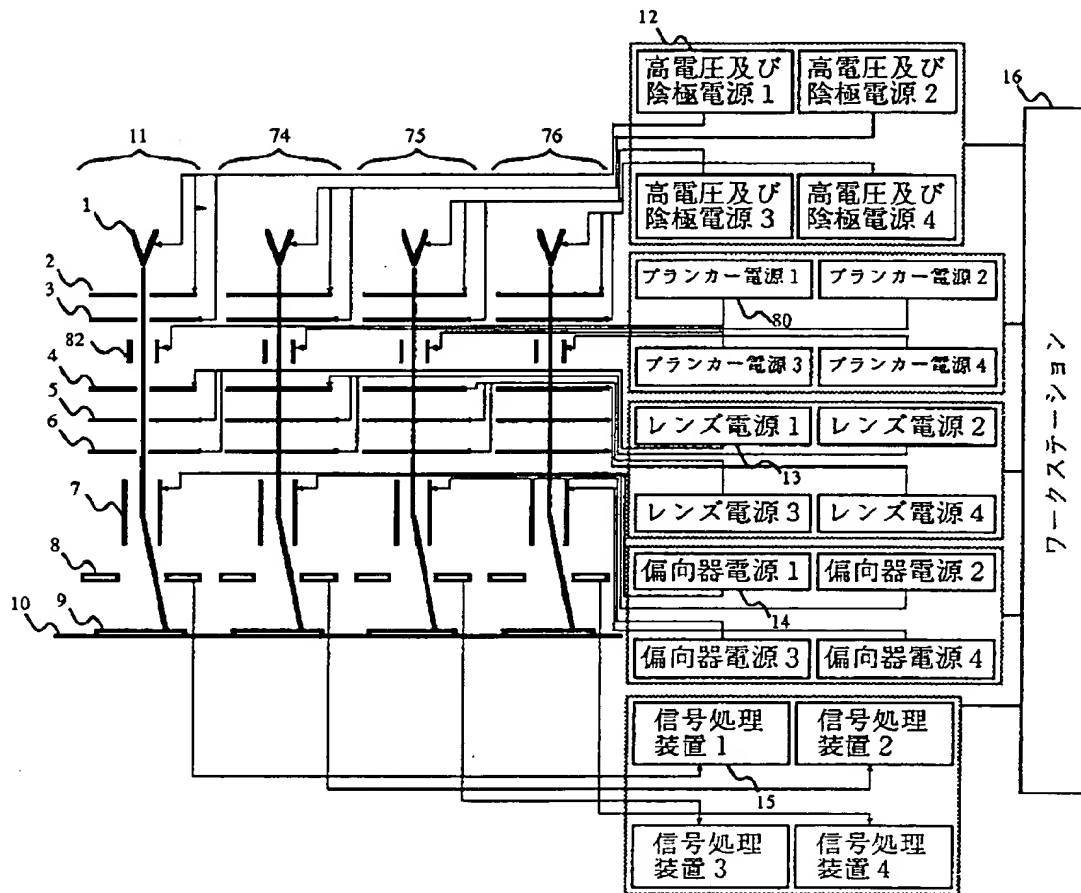 12
高電圧及び
陰極電源1
高電圧及び
陰極電源2
16
11
74
75
76
高電圧及び
陰極電源3
高電圧及び
陰極電源4
1
2
3
ブランカー電源1
ブランカー電源2
80
82
ブランカー電源3
ブランカー電源4
4
5
6
レンズ電源1
レンズ電源2
13
7
レンズ電源3
レンズ電源4
8
偏向器電源1
偏向器電源2
14
9
10
偏向器電源3
偏向器電源4
ワークステーション
信号処理
装置1
信号処理
装置2
15
信号処理
装置3
信号処理
装置4